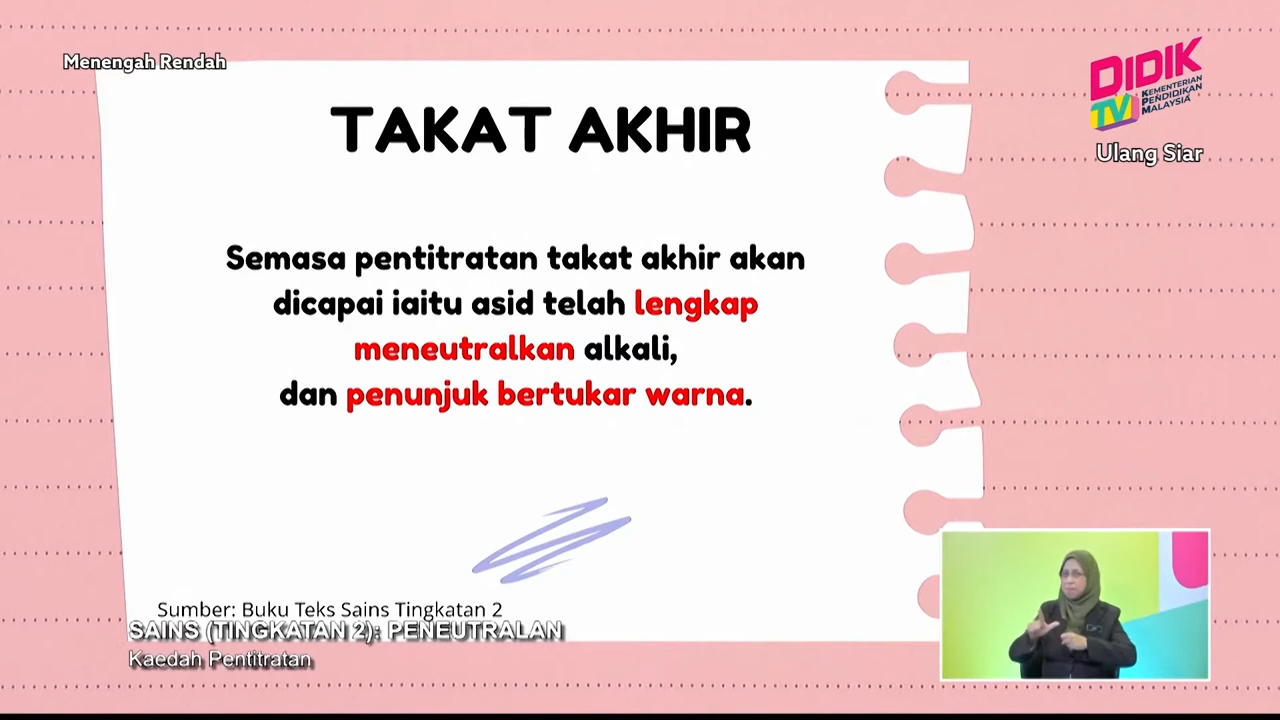 Menengah Rendah
DIDIK
TV
KEMENTERIAN
PENDIDIKAN
MALAYSIA
Ulang Siar
TAKAT AKHIR
Semasa pentitratan takat akhir akan
dicapai iaitu asid telah lengkap
meneutralkan alkali,
dan penunjuk bertukar warna.
Sumber: Buku Teks Sains Tingkatan 2
SAINS (TINGKATAN 2): PENEUTRALAN
Kaedah Pentitratan